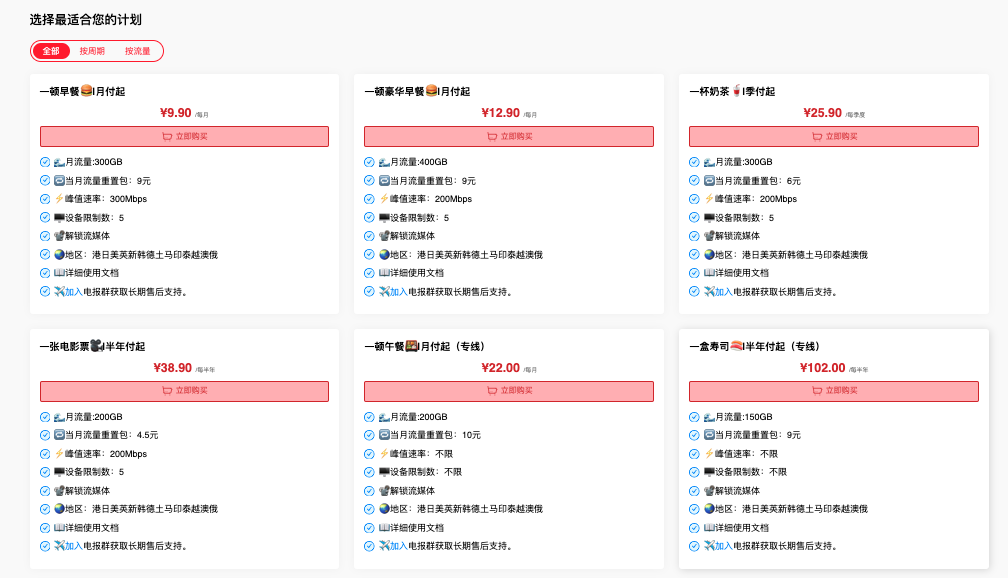 选择最适合您的计划
全部 按周期 按流量
一顿早餐🍔|月付起
¥9.90 /每月
立即购买
🌊月流量:300GB
🔁当月流量重置包：9元
⚡峰值速率：300Mbps
🖥️设备限制数：5
📽️解锁流媒体
🌏地区：港日美英新韩德土马印泰越澳俄
📖详细使用文档
✈️加入电报群获取长期售后支持。
一顿豪华早餐🍔|月付起
¥12.90 /每月
立即购买
🌊月流量:400GB
🔁当月流量重置包：9元
⚡峰值速率：200Mbps
🖥️设备限制数：5
📽️解锁流媒体
🌏地区：港日美英新韩德土马印泰越澳俄
📖详细使用文档
✈️加入电报群获取长期售后支持。
一杯奶茶🥤|季付起
¥25.90 /每季度
立即购买
🌊月流量:300GB
🔁当月流量重置包：6元
⚡峰值速率：200Mbps
🖥️设备限制数：5
📽️解锁流媒体
🌏地区：港日美英新韩德土马印泰越澳俄
📖详细使用文档
✈️加入电报群获取长期售后支持。
一张电影票🎥|半年付起
¥38.90 /每半年
立即购买
🌊月流量:200GB
🔁当月流量重置包：4.5元
⚡峰值速率：200Mbps
🖥️设备限制数：5
📽️解锁流媒体
🌏地区：港日美英新韩德土马印泰越澳俄
📖详细使用文档
✈️加入电报群获取长期售后支持。
一顿午餐🍱|月付起（专线）
¥22.00 /每月
立即购买
🌊月流量:200GB
🔁当月流量重置包：10元
⚡峰值速率：不限
🖥️设备限制数：不限
📽️解锁流媒体
🌏地区：港日美英新韩德土马印泰越澳俄
📖详细使用文档
✈️加入电报群获取长期售后支持。
一盒寿司🍣|半年付起（专线）
¥102.00 /每半年
立即购买
🌊月流量:150GB
🔁当月流量重置包：9元
⚡峰值速率：不限
🖥️设备限制数：不限
📽️解锁流媒体
🌏地区：港日美英新韩德土马印泰越澳俄
📖详细使用文档
✈️加入电报群获取长期售后支持。